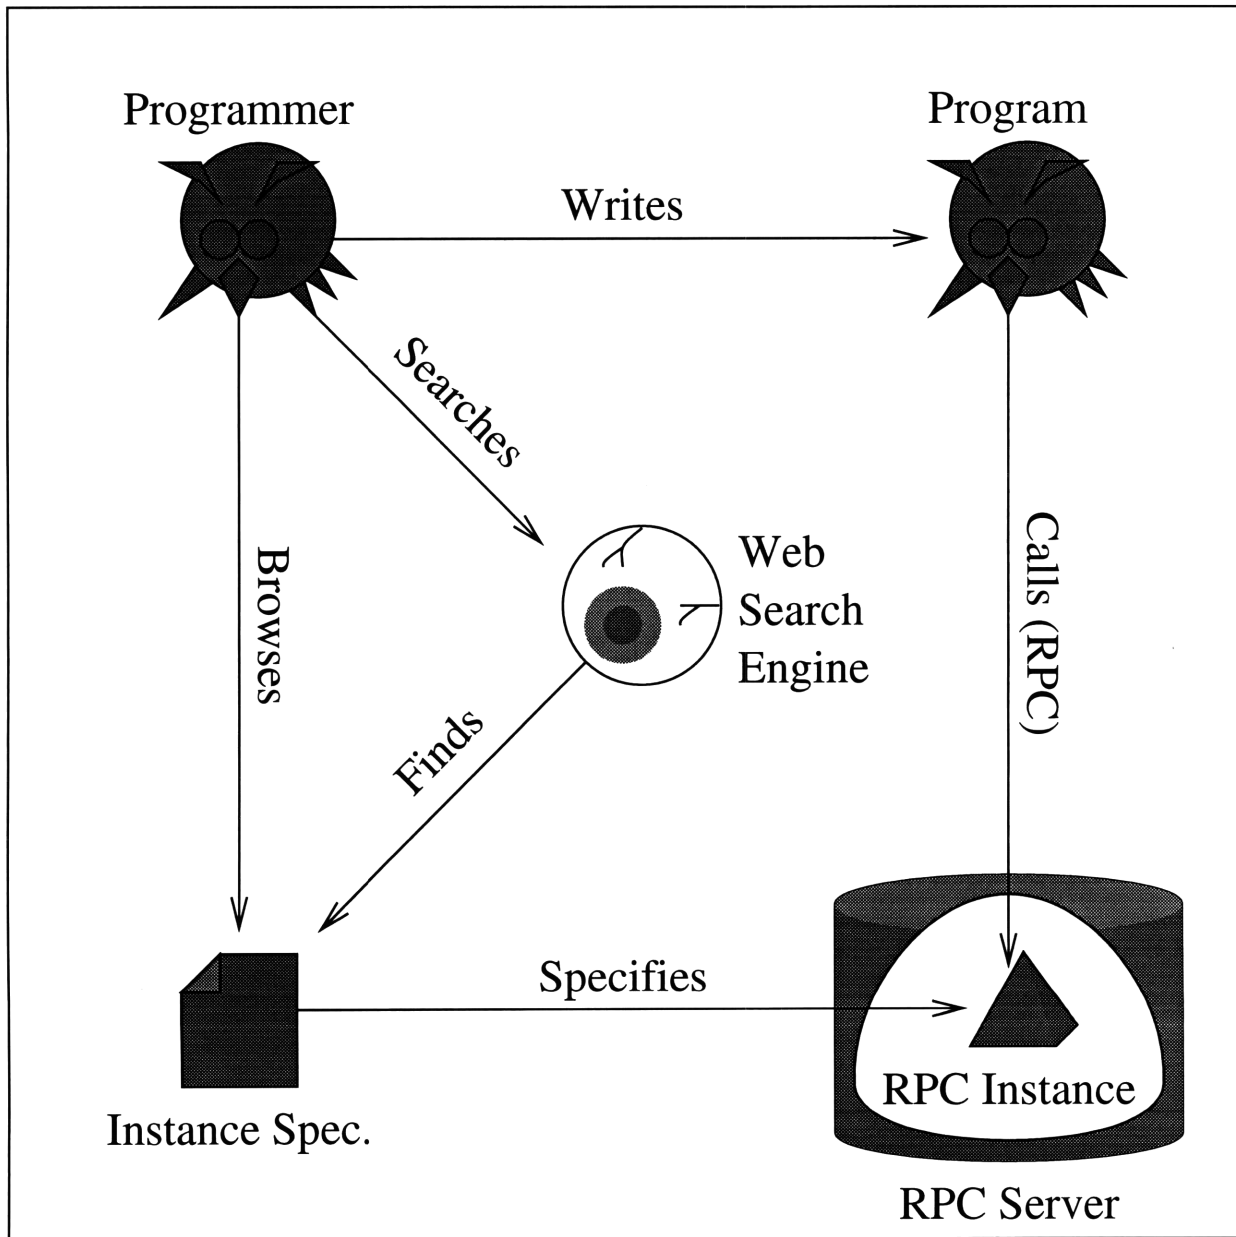 Programmer
Program
Writes
Searches
Browses
Web
Search
Engine
Calls (RPC)
Finds
Specifies
RPC Instance
Instance Spec.
RPC Server